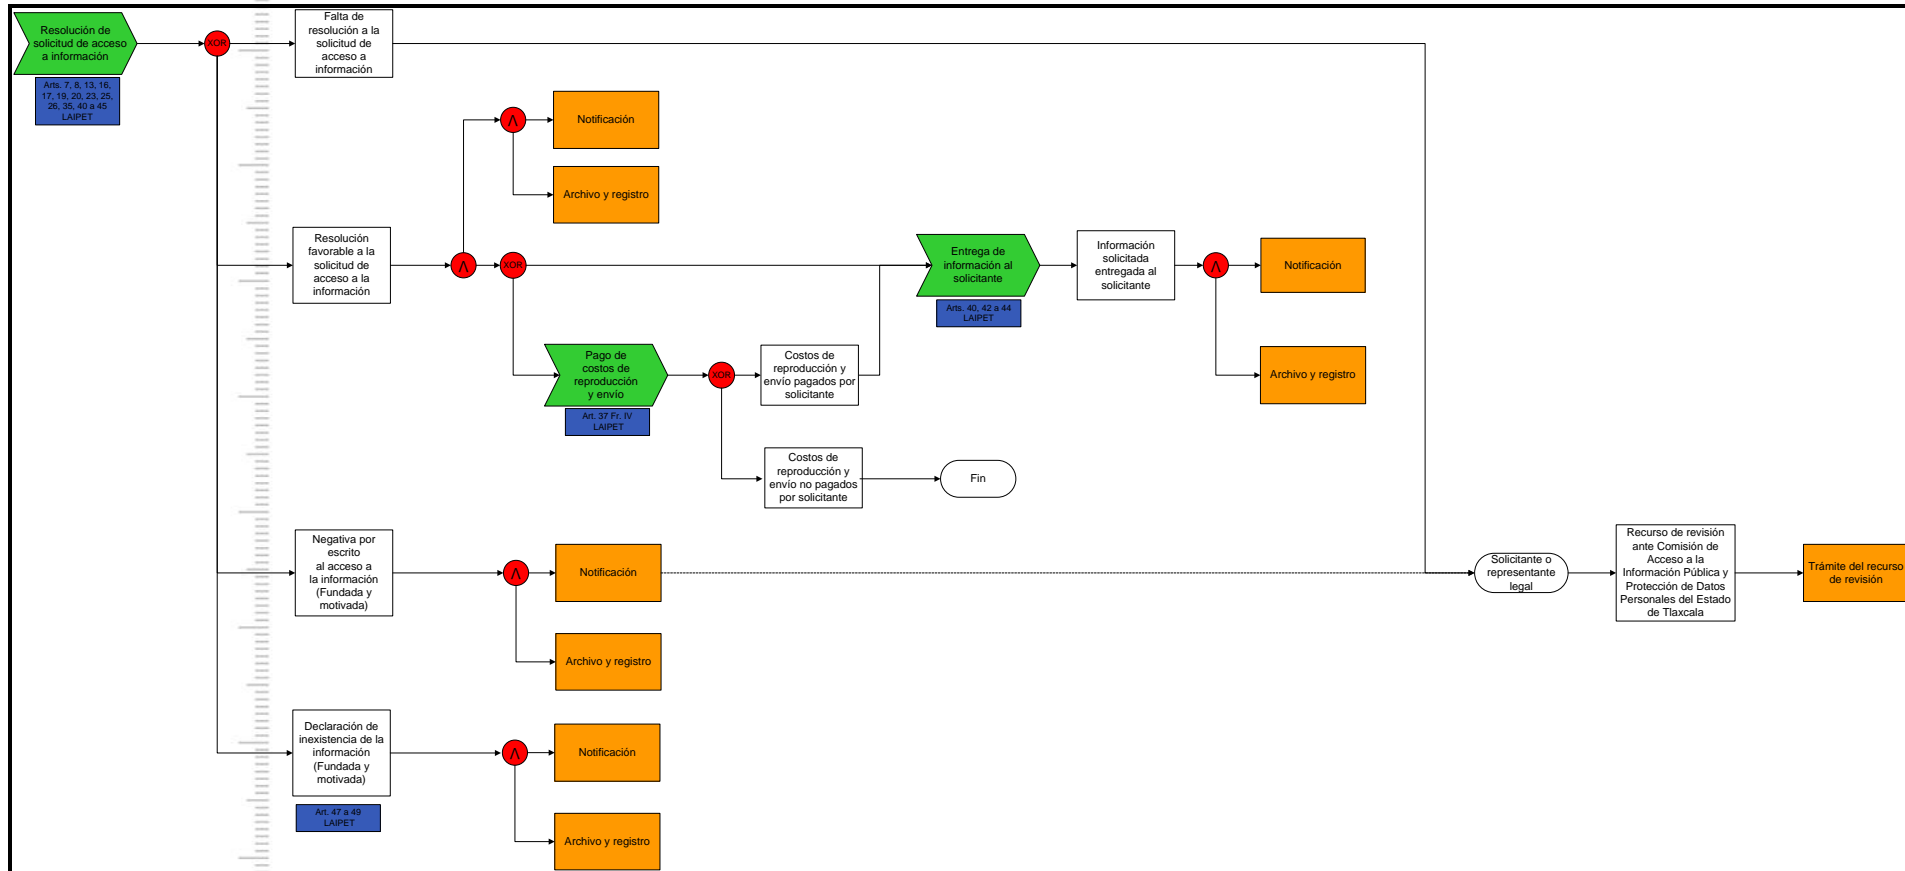 Resolución de
solicitud de acceso
a información
Arts. 7, 8, 13, 16,
17, 19, 20, 23, 25,
26, 35, 40 a 45
LAIPET
XOR
Falta de
resolución a la
solicitud de
acceso a
información
Λ
Notificación
Archivo y registro
Resolución
favorable a la
solicitud de
acceso a la
información
Λ
XOR
Entrega de
información al
solicitante
Arts. 40, 42 a 44
LAIPET
Información
solicitada
entregada al
solicitante
Λ
Notificación
Archivo y registro
Pago de
costos de
reproducción
y envío
Art. 37 Fr. IV
LAIPET
XOR
Costos de
reproducción y
envío pagados por
solicitante
Costos de
reproducción y
envío no pagados
por solicitante
Fin
Negativa por
escrito
al acceso a
la información
(Fundada y
motivada)
Λ
Notificación
Archivo y registro
Solicitante o
representante
legal
Recurso de revisión
ante Comisión de
Acceso a la
Información Pública y
Protección de Datos
Personales del Estado
de Tlaxcala
Trámite del recurso
de revisión
Declaración de
inexistencia de la
información
(Fundada y
motivada)
Art. 47 a 49
LAIPET
Λ
Notificación
Archivo y registro